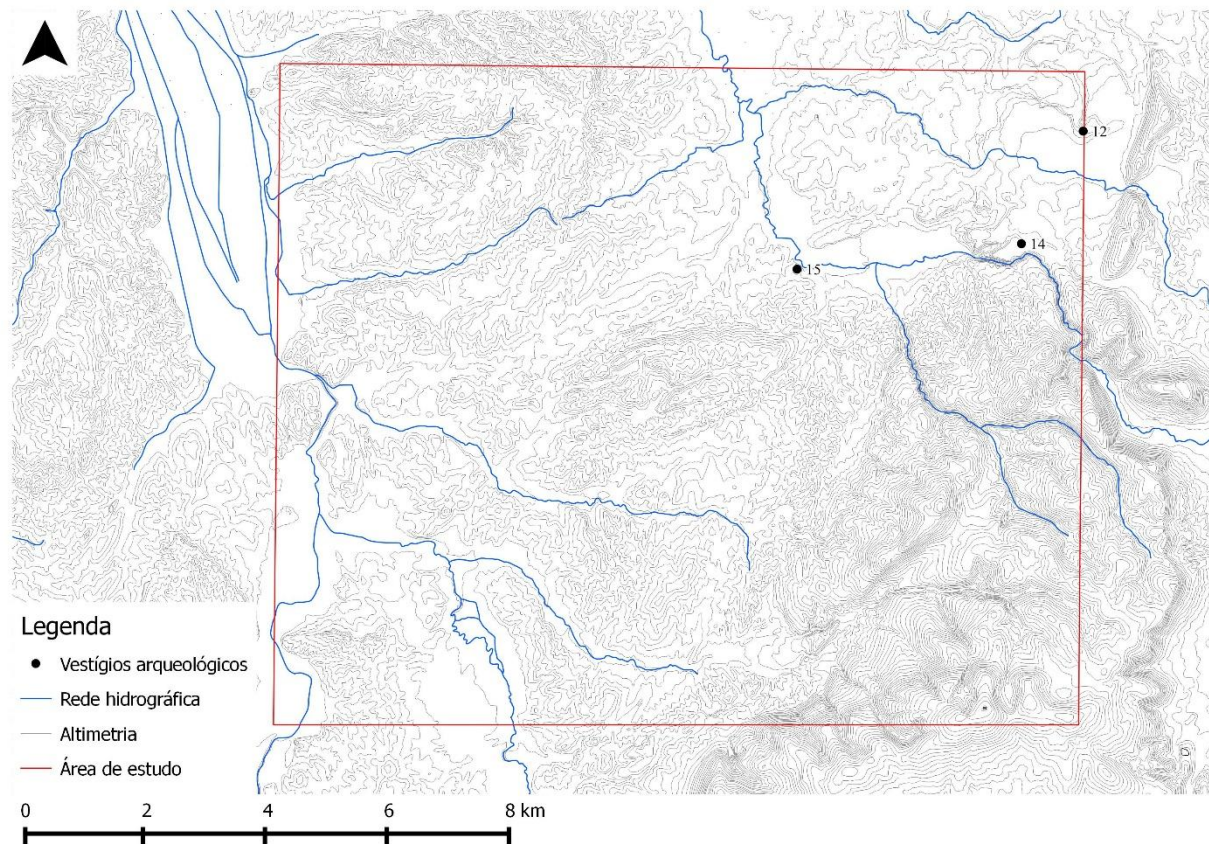 12
14
15
Legenda
Vestígios arqueológicos
Rede hidrográfica
Altimetria
Área de estudo
0 2 4 6 8 km